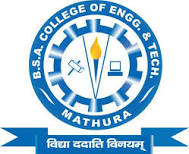 B.S.A. COLLEGE OF ENGG. & TECH.
MATHURA
विद्या ददाति विनयम्